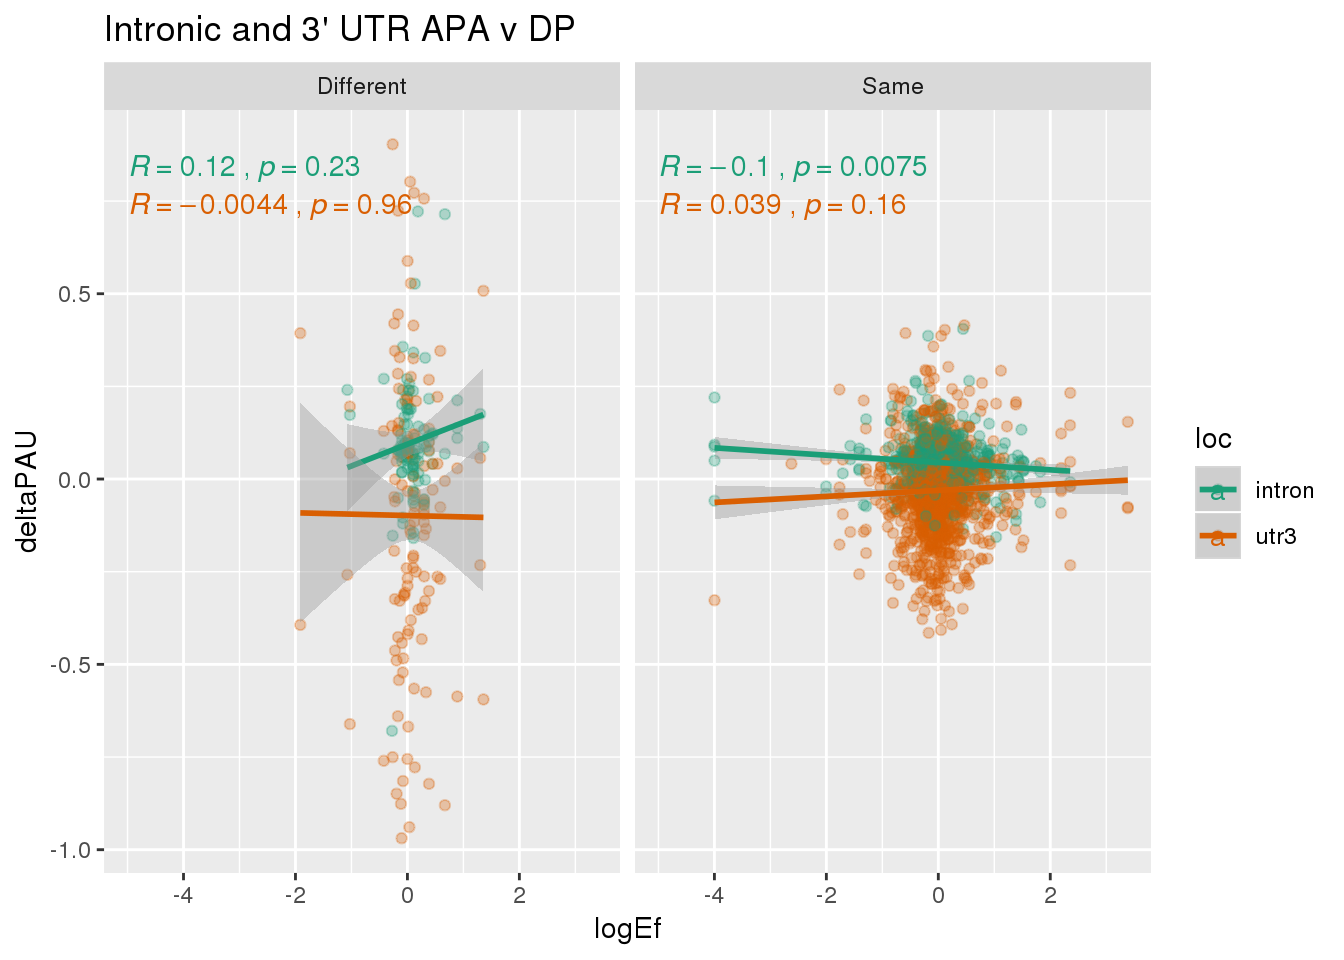 Intronic and 3' UTR APA v DP
Different
Same
R = 0.12 , p = 0.23
R = −0.0044 , p = 0.96
R = −0.1 , p = 0.0075
R = 0.039 , p = 0.16
0.5
0.0
-0.5
-1.0
deltaPAU
-4 -2 0 2
-4 -2 0 2
logEf
loc
a intron
a utr3